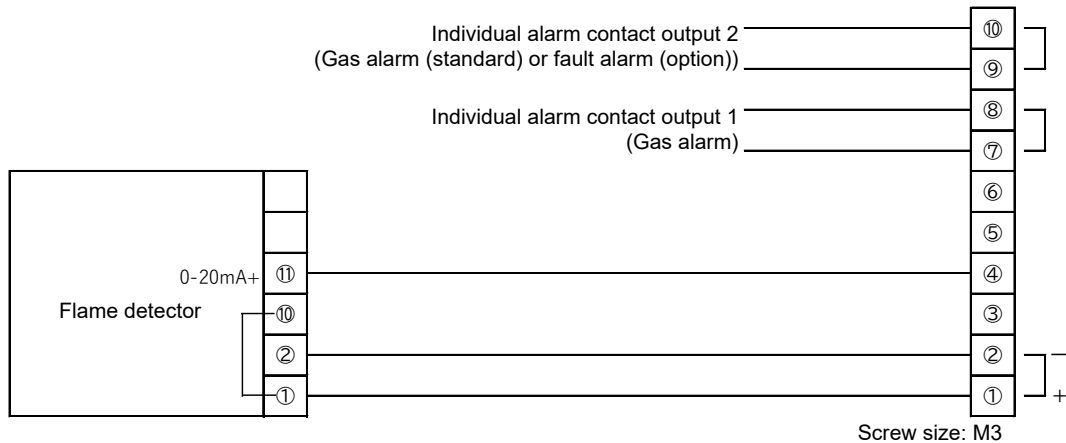 Individual alarm contact output 2
(Gas alarm (standard) or fault alarm (option))
Individual alarm contact output 1
(Gas alarm)
⑩
⑨
⑧
⑦
⑥
⑤
④
③
② −
① +
0-20mA+ ⑪
Flame detector ⑩
②
①
Screw size: M3